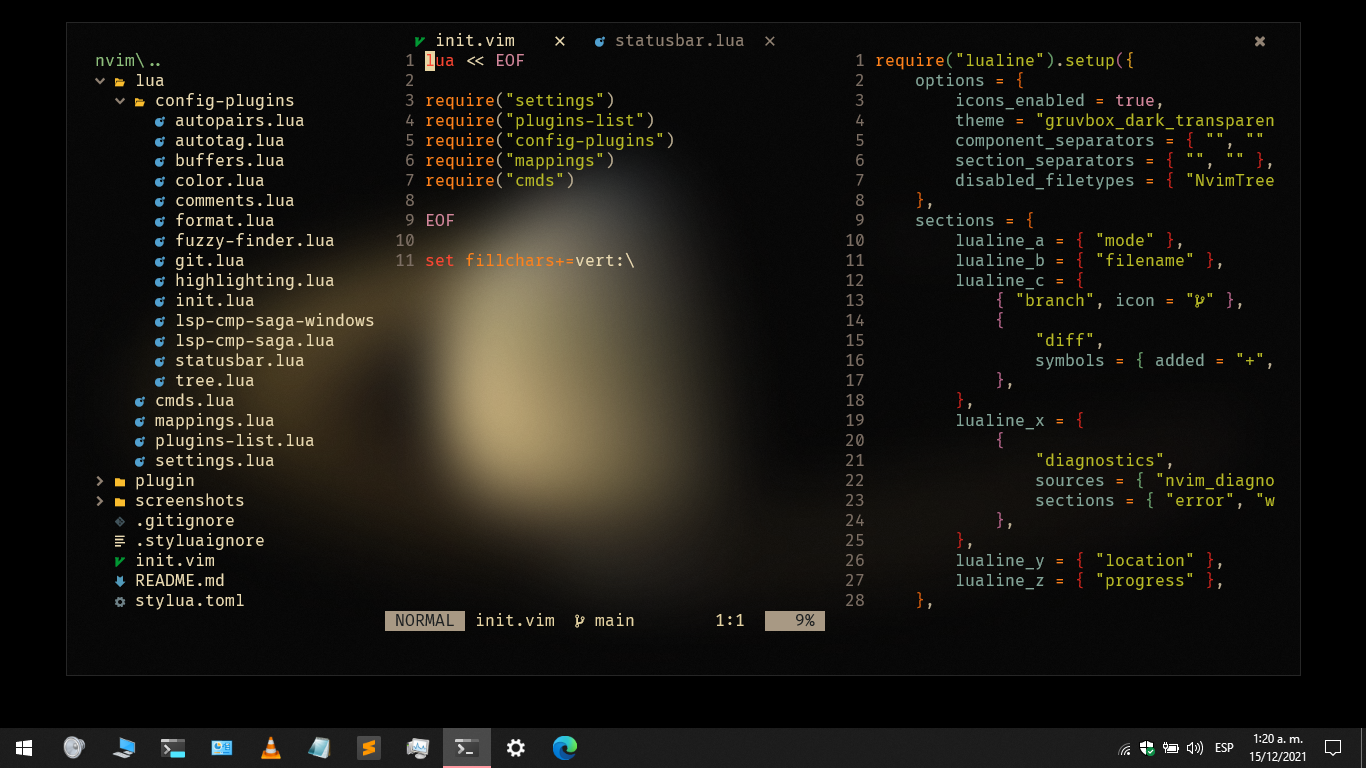 init.vim
statusbar.lua
nvim\..
lua
config-plugins
autopairs.lua
autotag.lua
buffers.lua
color.lua
comments.lua
format.lua
fuzzy-finder.lua
git.lua
highlighting.lua
init.lua
lsp-cmp-saga-windows
lsp-cmp-saga.lua
statusbar.lua
tree.lua
cmds.lua
mappings.lua
plugins-list.lua
settings.lua
plugin
screenshots
.gitignore
.styluaignore
init.vim
README.md
stylua.toml
1 lua << EOF
2
3 require("settings")
4 require("plugins-list")
5 require("config-plugins")
6 require("mappings")
7 require("cmds")
8
9 EOF
10
11 set fillchars+=vert:\
NORMAL init.vim main 1:1 9%
1 require("lualine").setup({
2 options = {
3 icons_enabled = true,
4 theme = "gruvbox_dark_transparen
5 component_separators = { "", ""
6 section_separators = { "", "" },
7 disabled_filetypes = { "NvimTree
8 },
9 sections = {
10 lualine_a = { "mode" },
11 lualine_b = { "filename" },
12 lualine_c = {
13 { "branch", icon = "" },
14 {
15 "diff",
16 symbols = { added = "+",
17 },
18 },
19 lualine_x = {
20 {
21 "diagnostics",
22 sources = { "nvim_diagno
23 sections = { "error", "w
24 },
25 },
26 lualine_y = { "location" },
27 lualine_z = { "progress" },
28 },
ESP
1:20 a. m.
15/12/2021